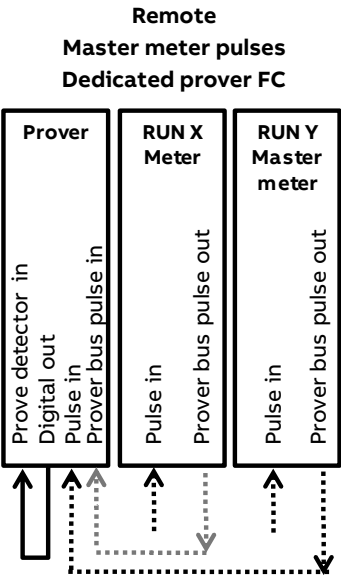 Remote
Master meter pulses
Dedicated prover FC
Prover
Prove detector in
Digital out
Pulse in
Prover bus pulse in
RUN X
Meter
Pulse in
Prover bus pulse out
RUN Y
Master
meter
Pulse in
Prover bus pulse out